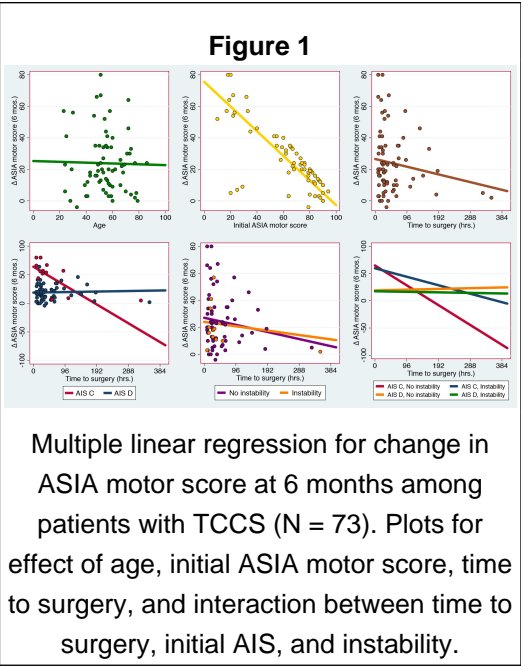 Figure 1
Δ ASIA motor score (6 mos.)
80
60
40
20
0
0 20 40 60 80 100
Age
Δ ASIA motor score (6 mos.)
80
60
40
20
0
0 20 40 60 80 100
Initial ASIA motor score
Δ ASIA motor score (6 mos.)
80
60
40
20
0
0 96 192 288 384
Time to surgery (hrs.)
Δ ASIA motor score (6 mos.)
100
50
0
-50
-100
0 96 192 288 384
Time to surgery (hrs.)
AIS C AIS D
Δ ASIA motor score (6 mos.)
80
60
40
20
0
0 96 192 288 384
Time to surgery (hrs.)
No instability Instability
Δ ASIA motor score (6 mos.)
100
50
0
-50
-100
0 96 192 288 384
Time to surgery (hrs.)
AIS C, No instability AIS C, Instability
AIS D, No instability AIS D, Instability
Multiple linear regression for change in
ASIA motor score at 6 months among
patients with TCCS (N = 73). Plots for
effect of age, initial ASIA motor score, time
to surgery, and interaction between time to
surgery, initial AIS, and instability.